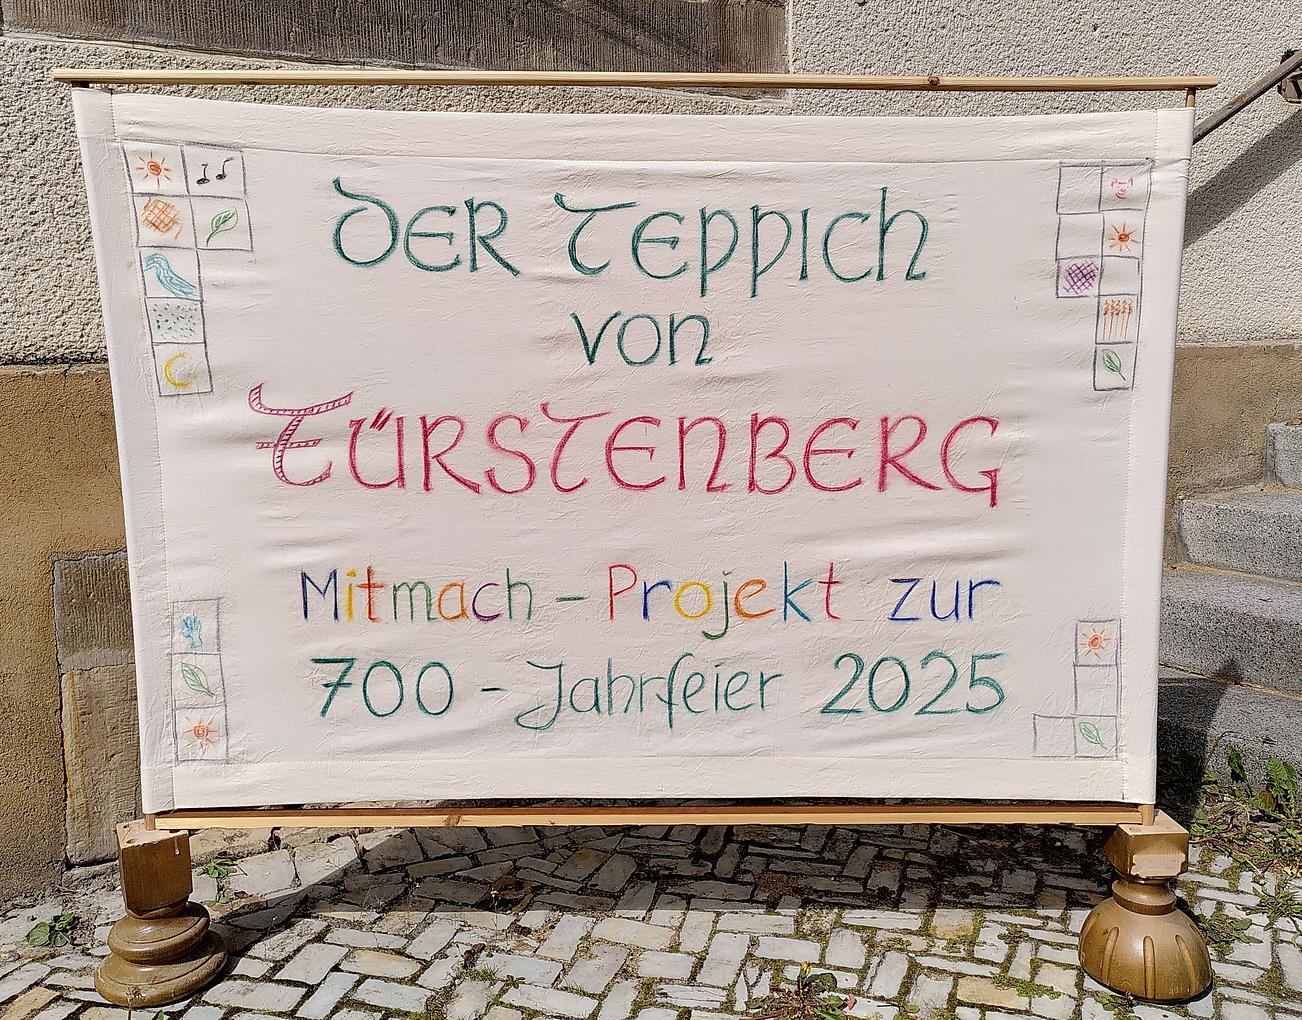 DER TEPPICH
von
FÜRSTENBERG
Mitmach - Projekt zur
700 - Jahrfeier 2025